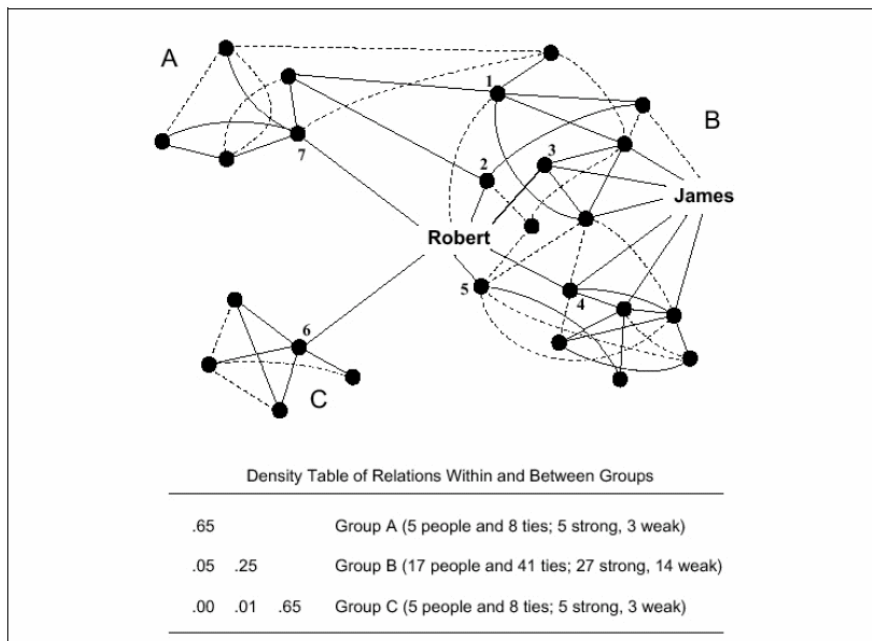 A
1
B
2
3
7
James
Robert
5
4
6
C
Density Table of Relations Within and Between Groups
.65 Group A (5 people and 8 ties; 5 strong, 3 weak)
.05 .25 Group B (17 people and 41 ties; 27 strong, 14 weak)
.00 .01 .65 Group C (5 people and 8 ties; 5 strong, 3 weak)